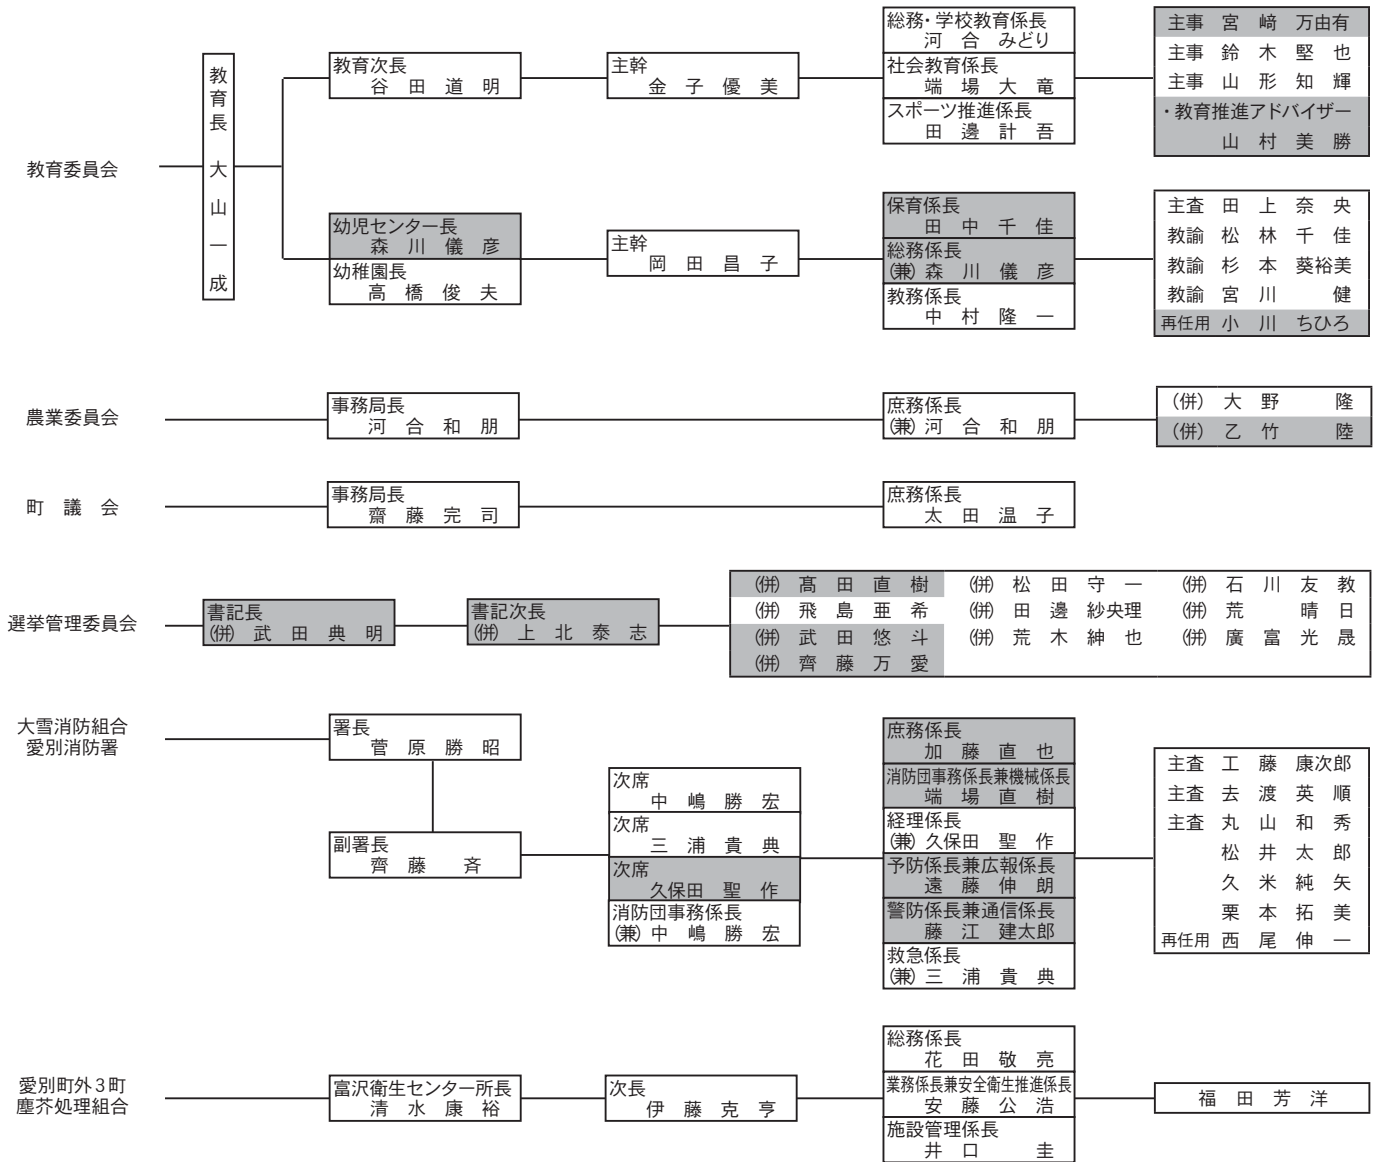 教育委員会
教育長 大山一成
教育次長
谷田道明
主幹
金子優美
総務・学校教育係長
河合みどり
社会教育係長
端場大竜
スポーツ推進係長
田邊計吾
主事 宮﨑万由有
主事 鈴木堅也
主事 山形知輝
・教育推進アドバイザー
山村美勝
幼児センター長
森川儀彦
幼稚園長
高橋俊夫
主幹
岡田昌子
保育係長
田中千佳
総務係長
㈱森川儀彦
教務係長
中村隆一
主査 田上奈央
教諭 松林千佳
教諭 杉本葵裕美
教諭 宮川健
再任用 小川ちひろ
農業委員会
事務局長
河合和朋
庶務係長
(兼)河合和朋
(併) 大野隆
(併) 乙竹陸
町議会
事務局長
齋藤完司
庶務係長
太田温子
選挙管理委員会
書記長
(併)武田典明
書記次長
(併)上北泰志
(併) 髙田直樹 (併) 松田守一 (併) 石川友教
(併) 飛島亜希 (併) 田邊紗央理 (併) 荒晴日
(併) 武田悠斗 (併) 荒木紳也 (併) 廣富光晟
(併) 齊藤万愛
大雪消防組合
愛別消防署
署長
菅原勝昭
副署長
齊藤斉
次席
中嶋勝宏
次席
三浦貴典
次席
久保田聖作
消防団事務係長
(兼)中嶋勝宏
庶務係長
加藤直也
消防団事務係長兼機械係長
端場直樹
経理係長
(兼)久保田聖作
予防係長兼広報係長
遠藤伸朗
警防係長兼通信係長
藤江建太郎
救急係長
(兼)三浦貴典
主査 工藤康次郎
主査 去渡英順
主査 丸山和秀
松井太郎
久米純矢
栗本拓美
再任用 西尾伸一
愛別町外3町
塵芥処理組合
富沢衛生センター所長
清水康裕
次長
伊藤克亨
総務係長
花田敬亮
業務係長兼安全衛生推進係長
安藤公浩
施設管理係長
井口圭
福田芳洋